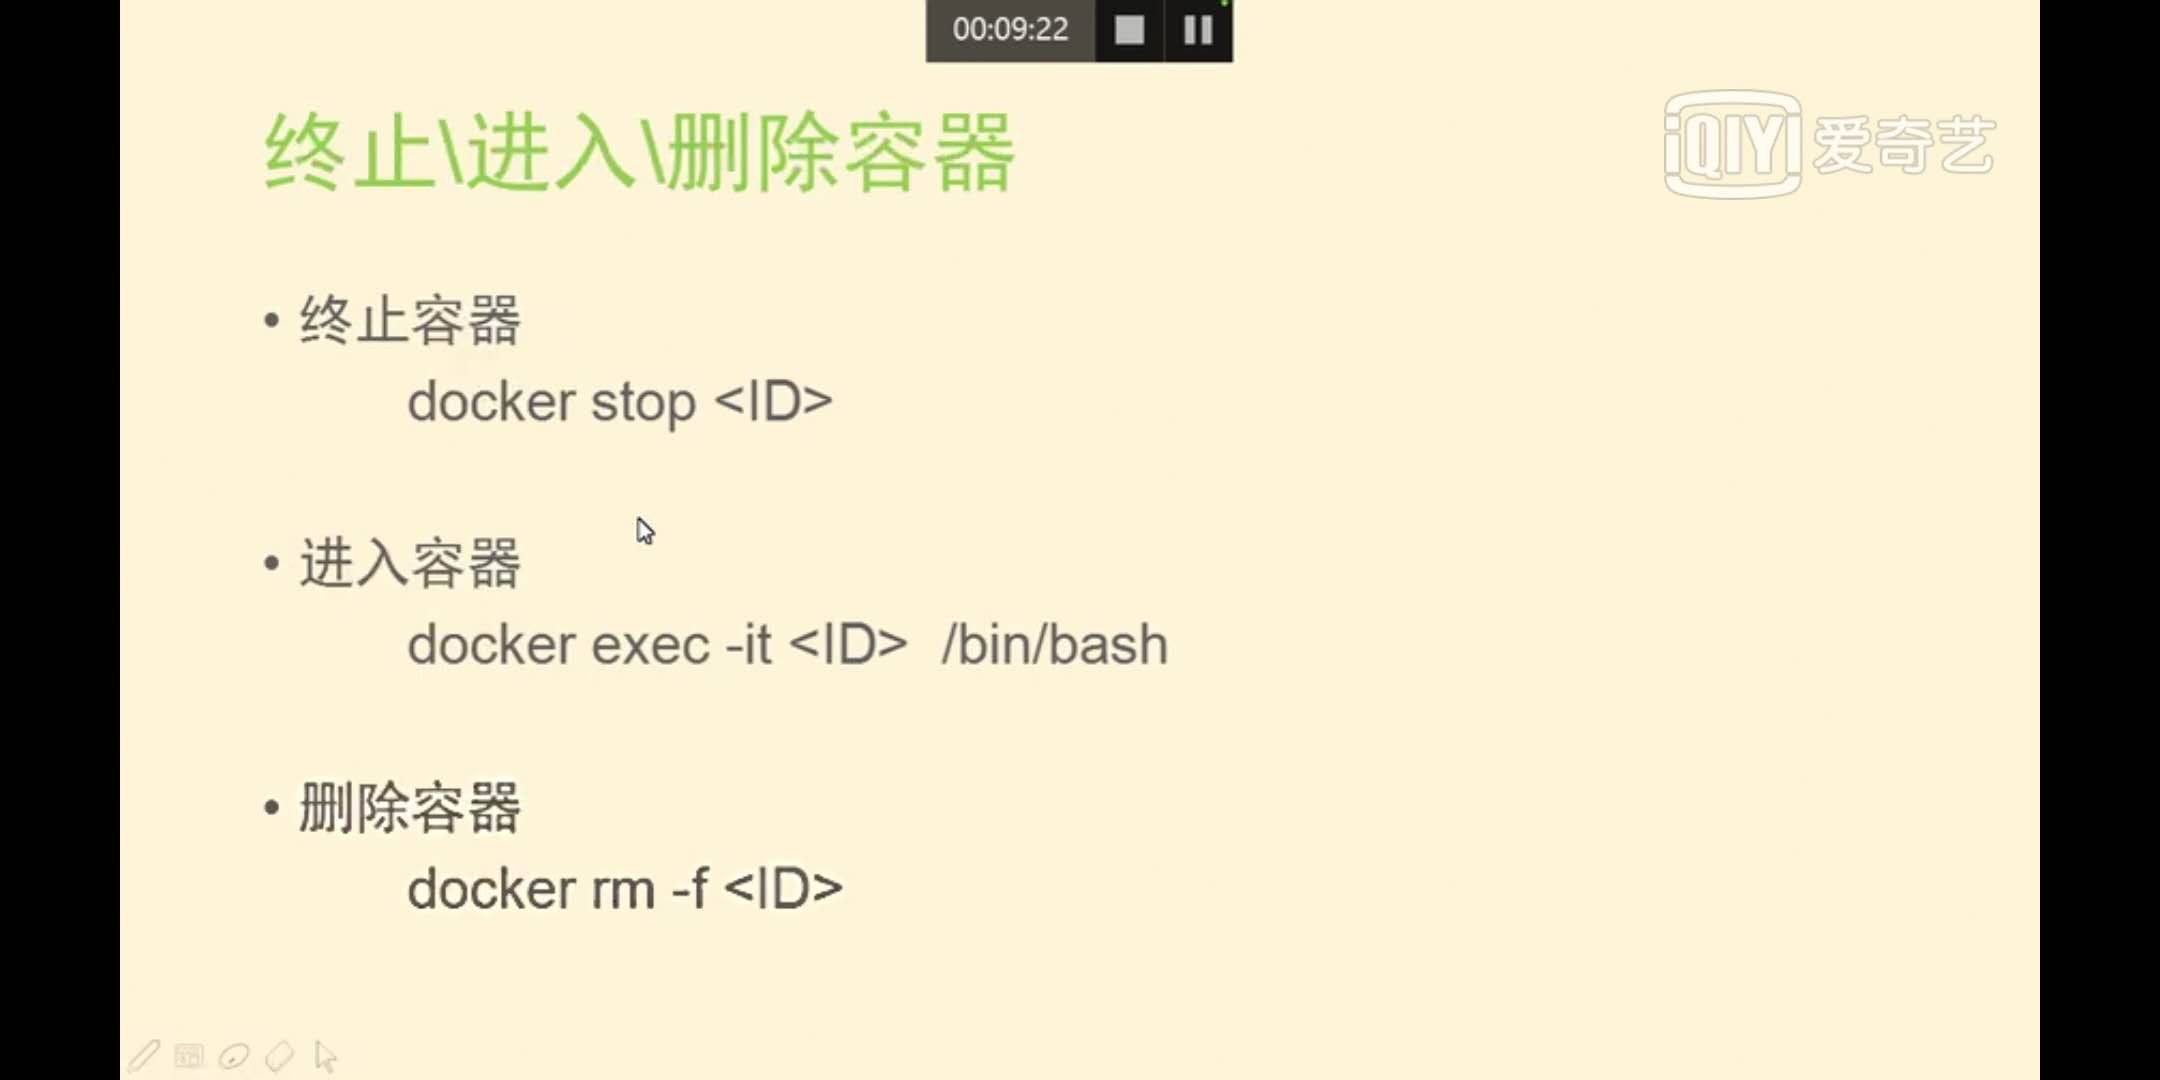 00:09:22
终止\进入\删除容器
iQIYI 爱奇艺
• 终止容器
docker stop <ID>
• 进入容器
docker exec -it <ID>  /bin/bash
• 删除容器
docker rm -f <ID>